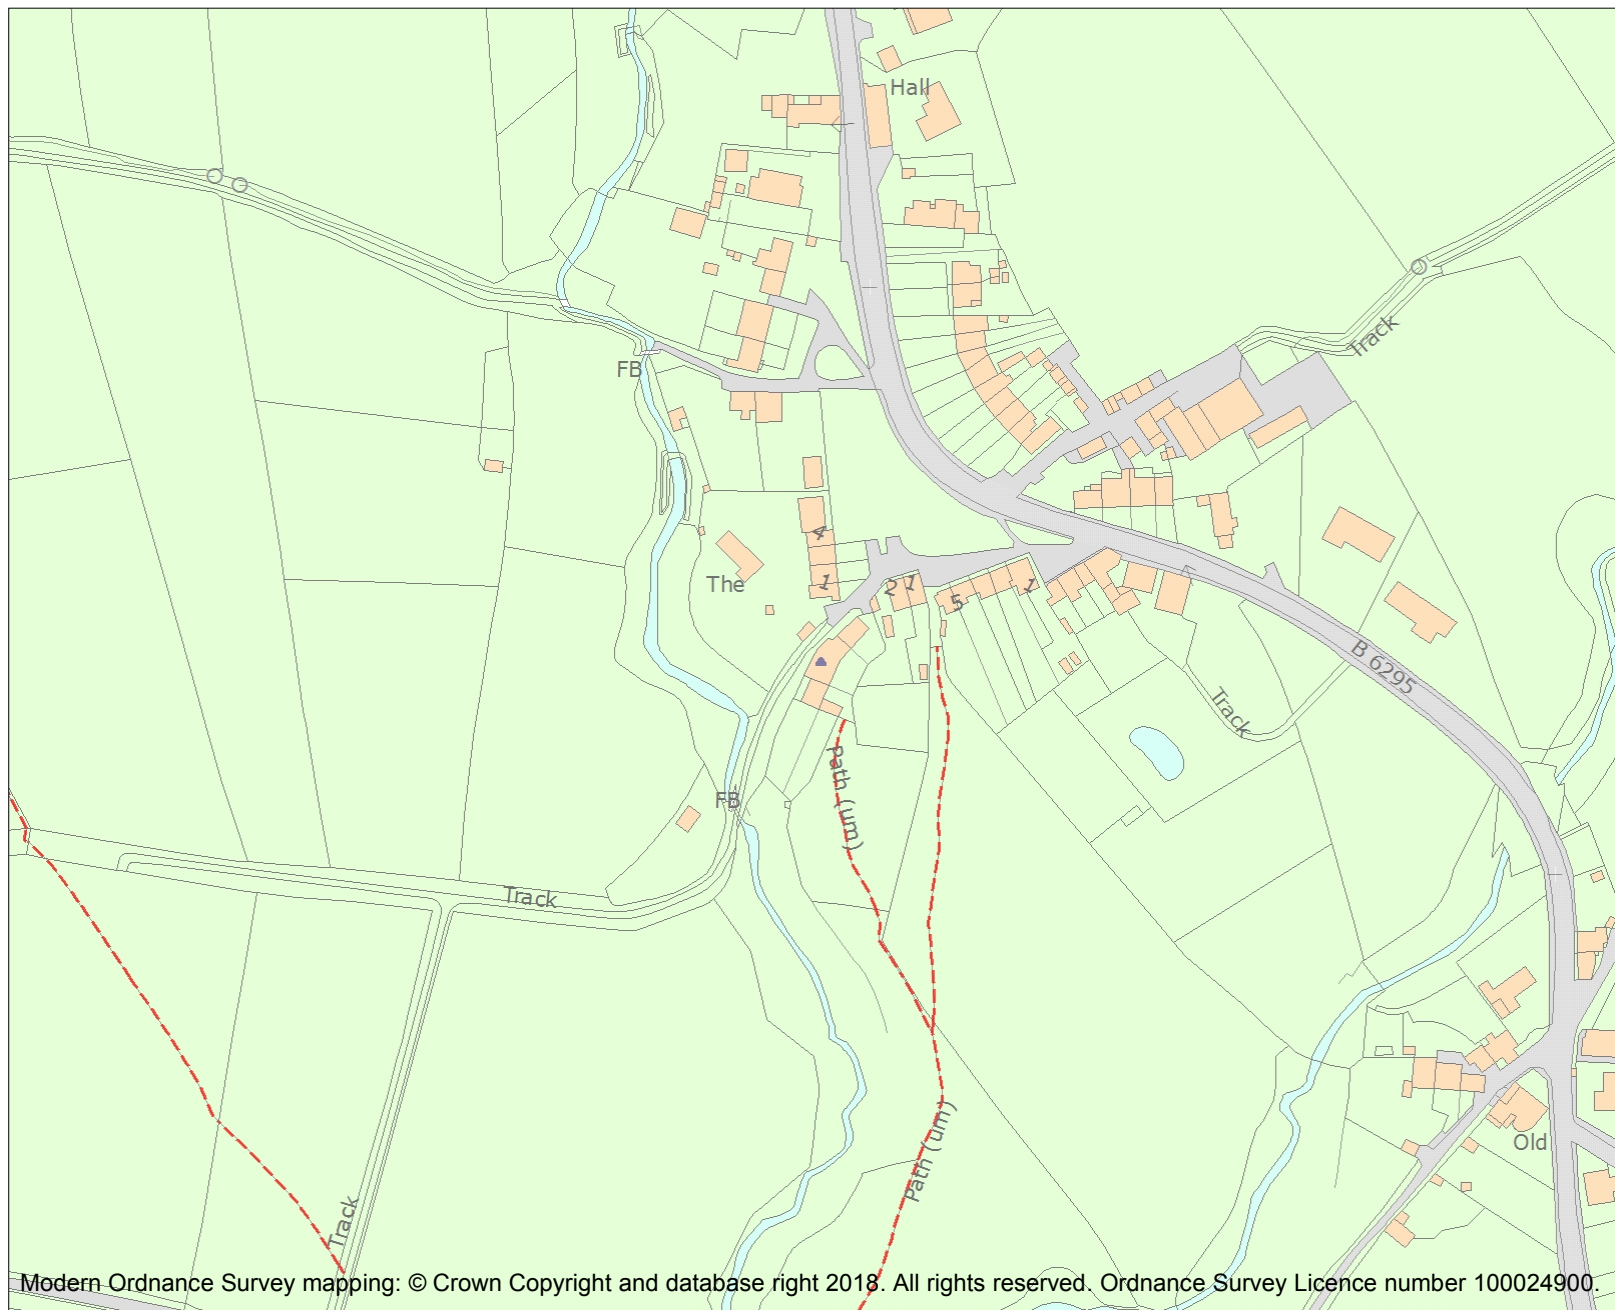 Hall
Track
FB
4
The
1
2
1
5
1
B 6295
Track
Path (um)
FB
Track
Path (um)
Old
Track
Modern Ordnance Survey mapping: © Crown Copyright and database right 2018. All rights reserved. Ordnance Survey Licence number 100024900.